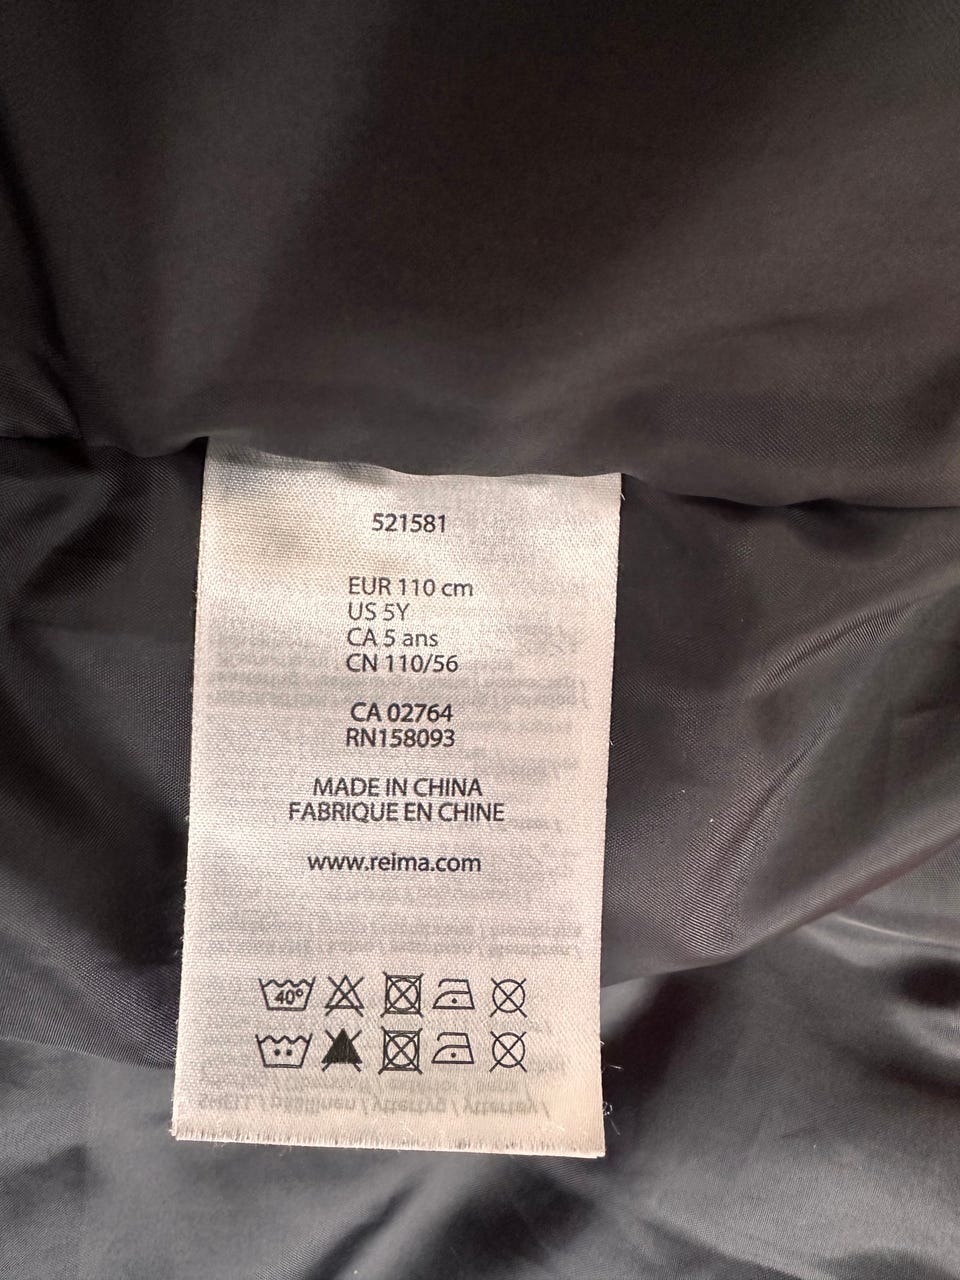 521581
EUR 110 cm
US 5Y
CA 5 ans
CN 110/56
CA 02764
RN158093
MADE IN CHINA
FABRIQUE EN CHINE
www.reima.com
40°